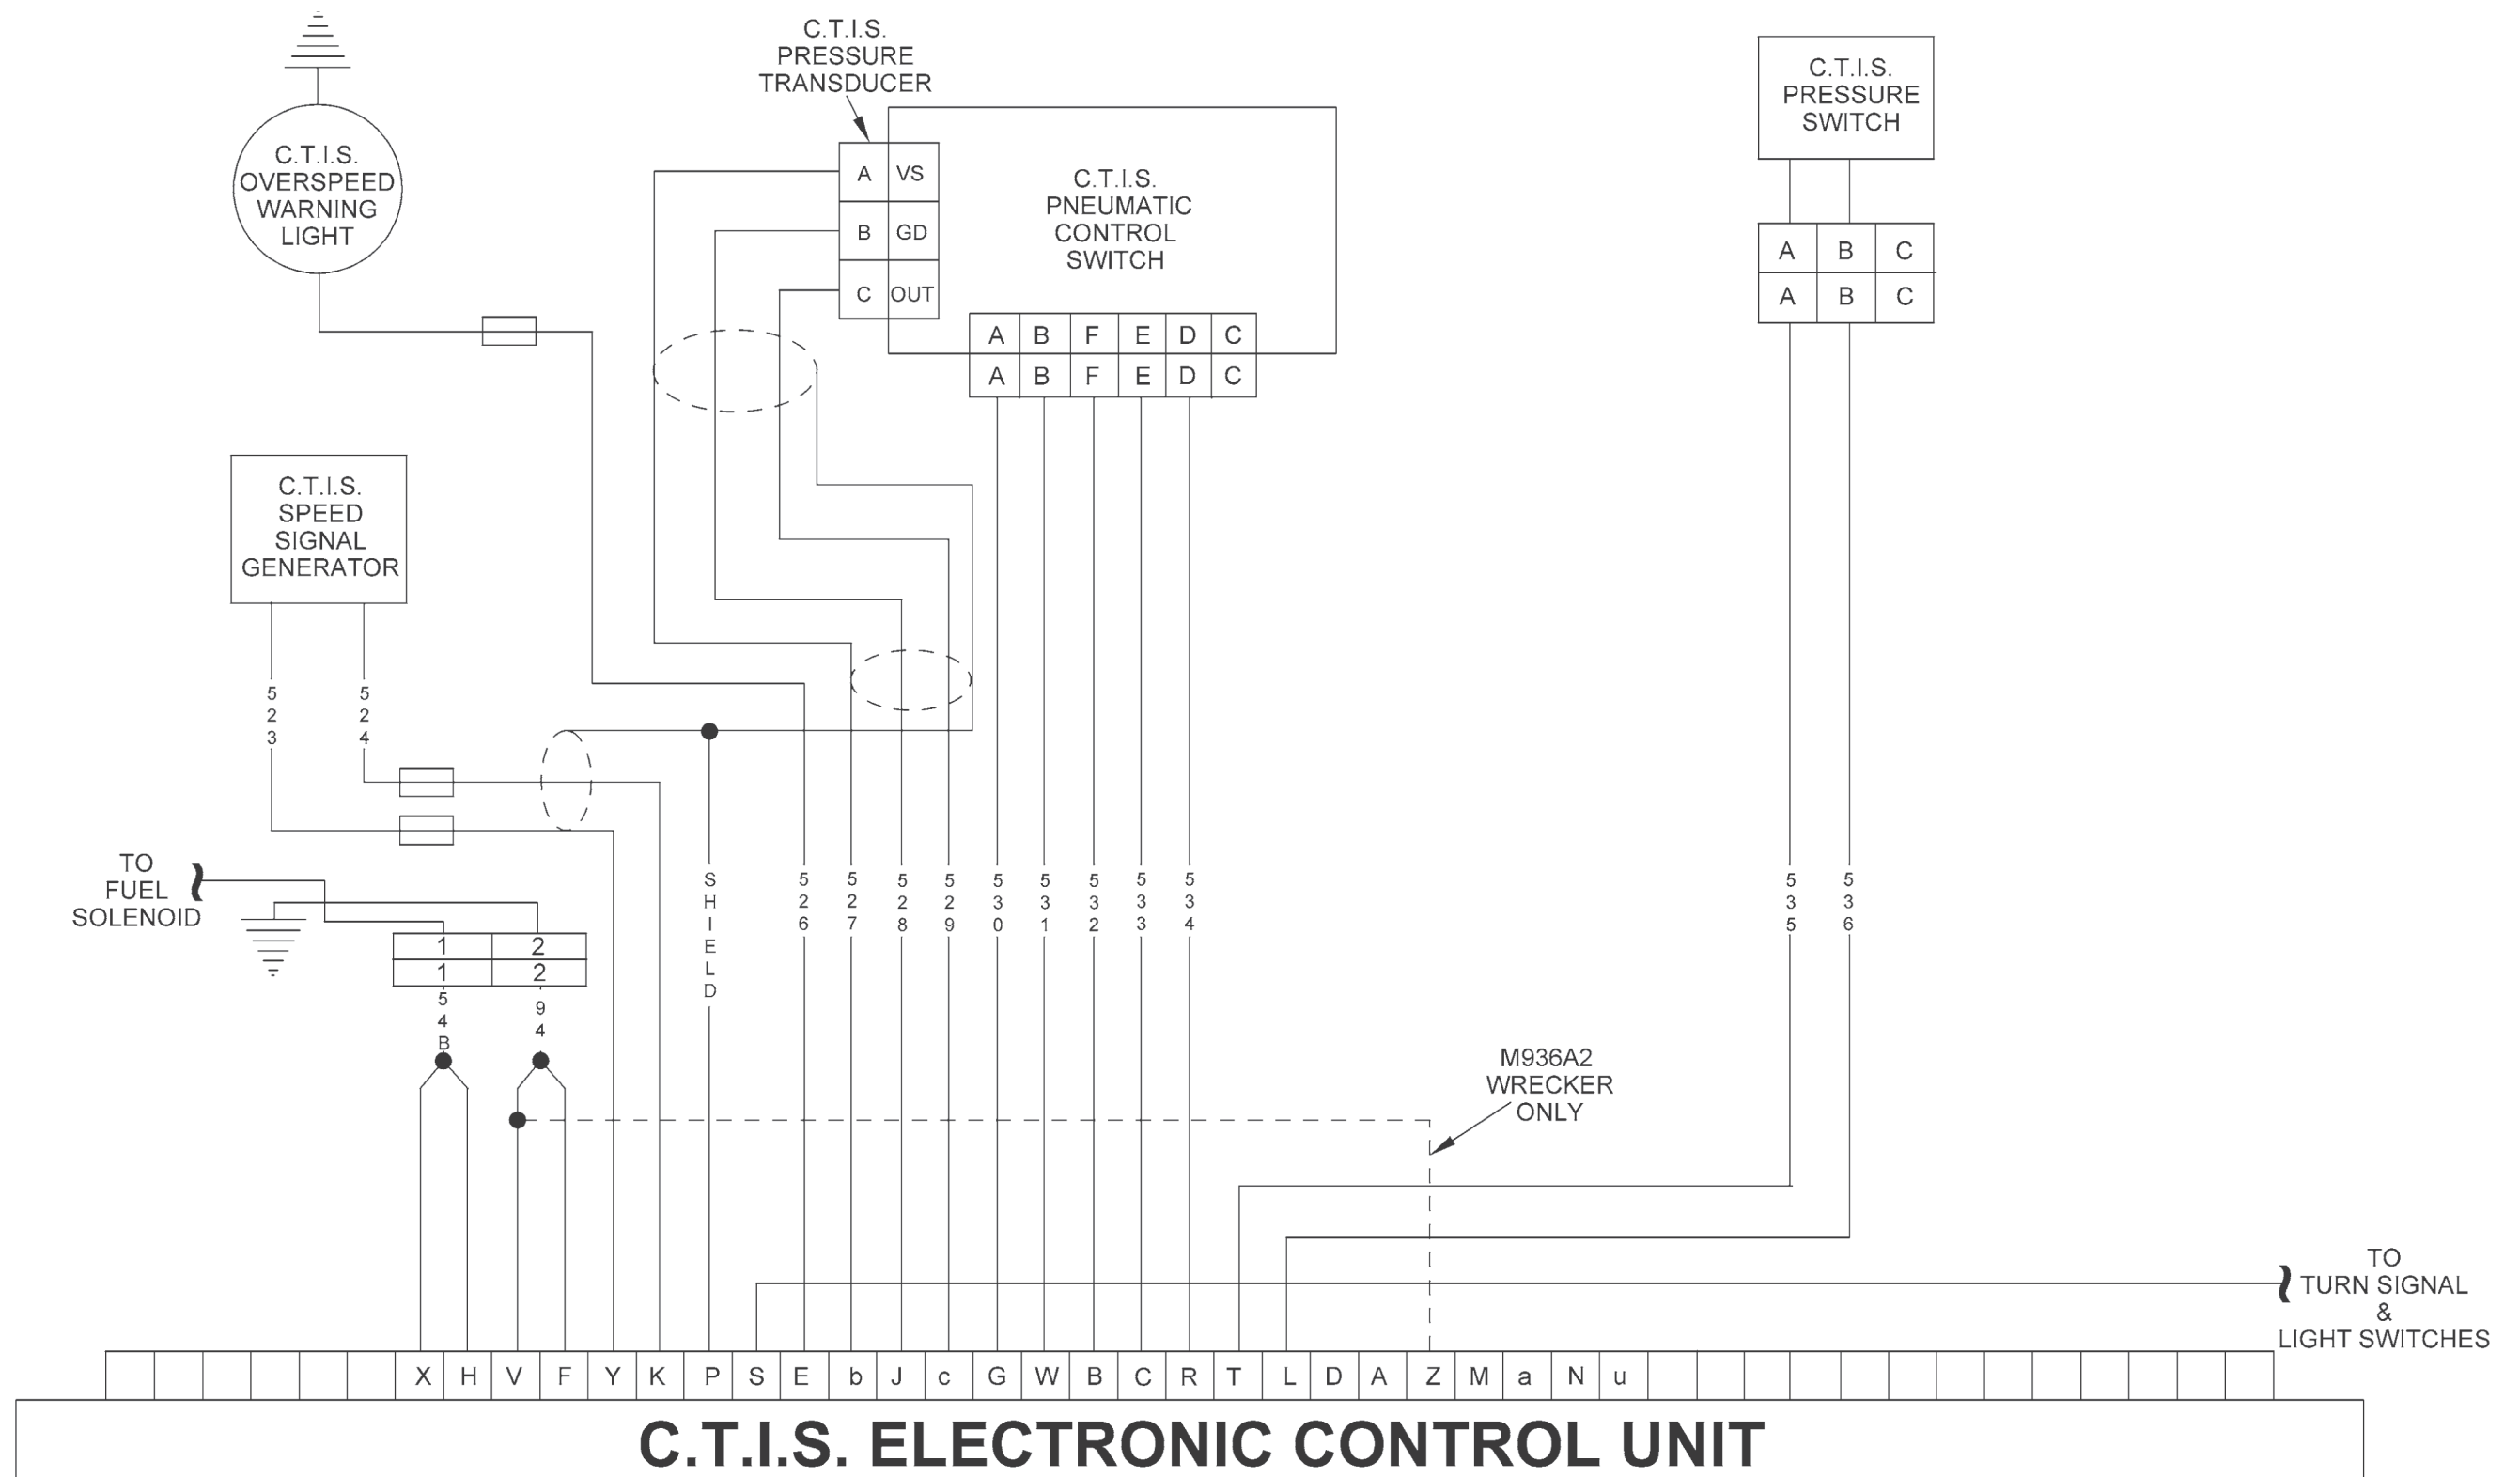 C.T.I.S.
PRESSURE
TRANSDUCER
C.T.I.S.
PRESSURE
SWITCH
C.T.I.S.
OVERSPEED
WARNING
LIGHT
A VS
B GD
C OUT
C.T.I.S.
PNEUMATIC
CONTROL
SWITCH
A B C
A B C
A B F E D C
A B F E D C
C.T.I.S.
SPEED
SIGNAL
GENERATOR
523
524
TO
FUEL
SOLENOID
SHIELD
526
527
528
529
530
531
532
533
534
535
536
1 2
1 2
54B
94
M936A2
WRECKER
ONLY
TO
TURN SIGNAL
&
LIGHT SWITCHES
X H V F Y K P S E b J c G W B C R T L D A Z M a N u
C.T.I.S. ELECTRONIC CONTROL UNIT